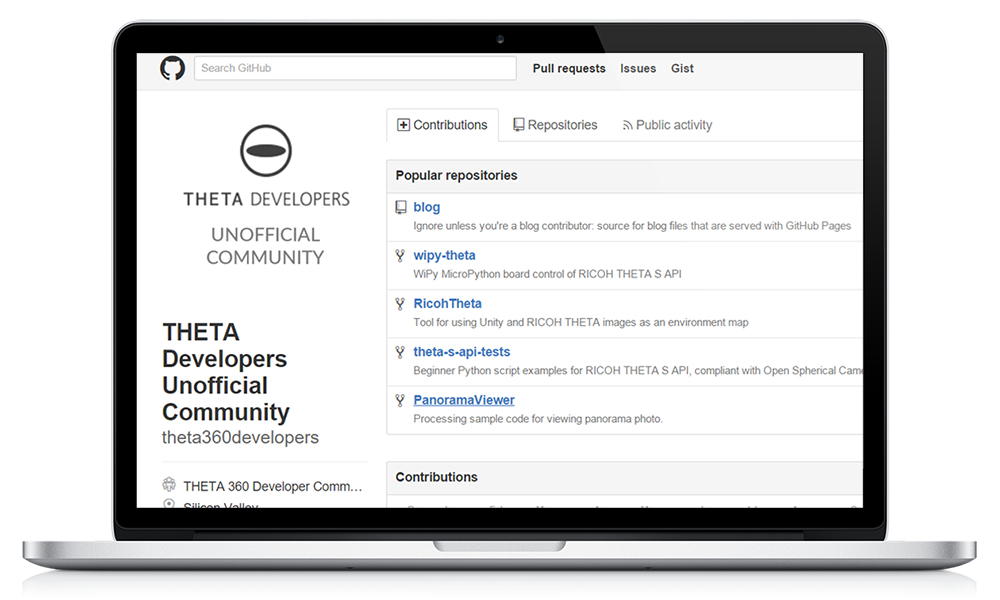 Search GitHub
Pull requests Issues Gist
THETA DEVELOPERS
UNOFFICIAL
COMMUNITY
THETA
Developers
Unofficial
Community
theta360developers
THETA 360 Developer Comm...
Silicon Valley
Contributions Repositories Public activity
Popular repositories
blog
Ignore unless you're a blog contributor: source for blog files that are served with GitHub Pages
wipy-theta
WiPy MicroPython board control of RICOH THETA S API
RicohTheta
Tool for using Unity and RICOH THETA images as an environment map
theta-s-api-tests
Beginner Python script examples for RICOH THETA S API, compliant with Open Spherical Came
PanoramaViewer
Processing sample code for viewing panorama photo.
Contributions